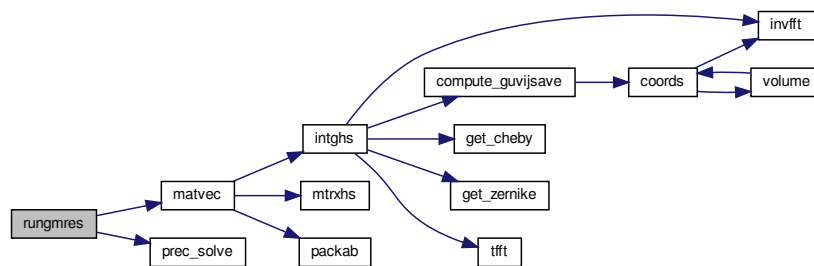 rungmres
matvec
prec_solve
intghs
mtrxhs
packab
compute_guvijsave
get_cheby
get_zernike
tfft
coords
invfft
volume